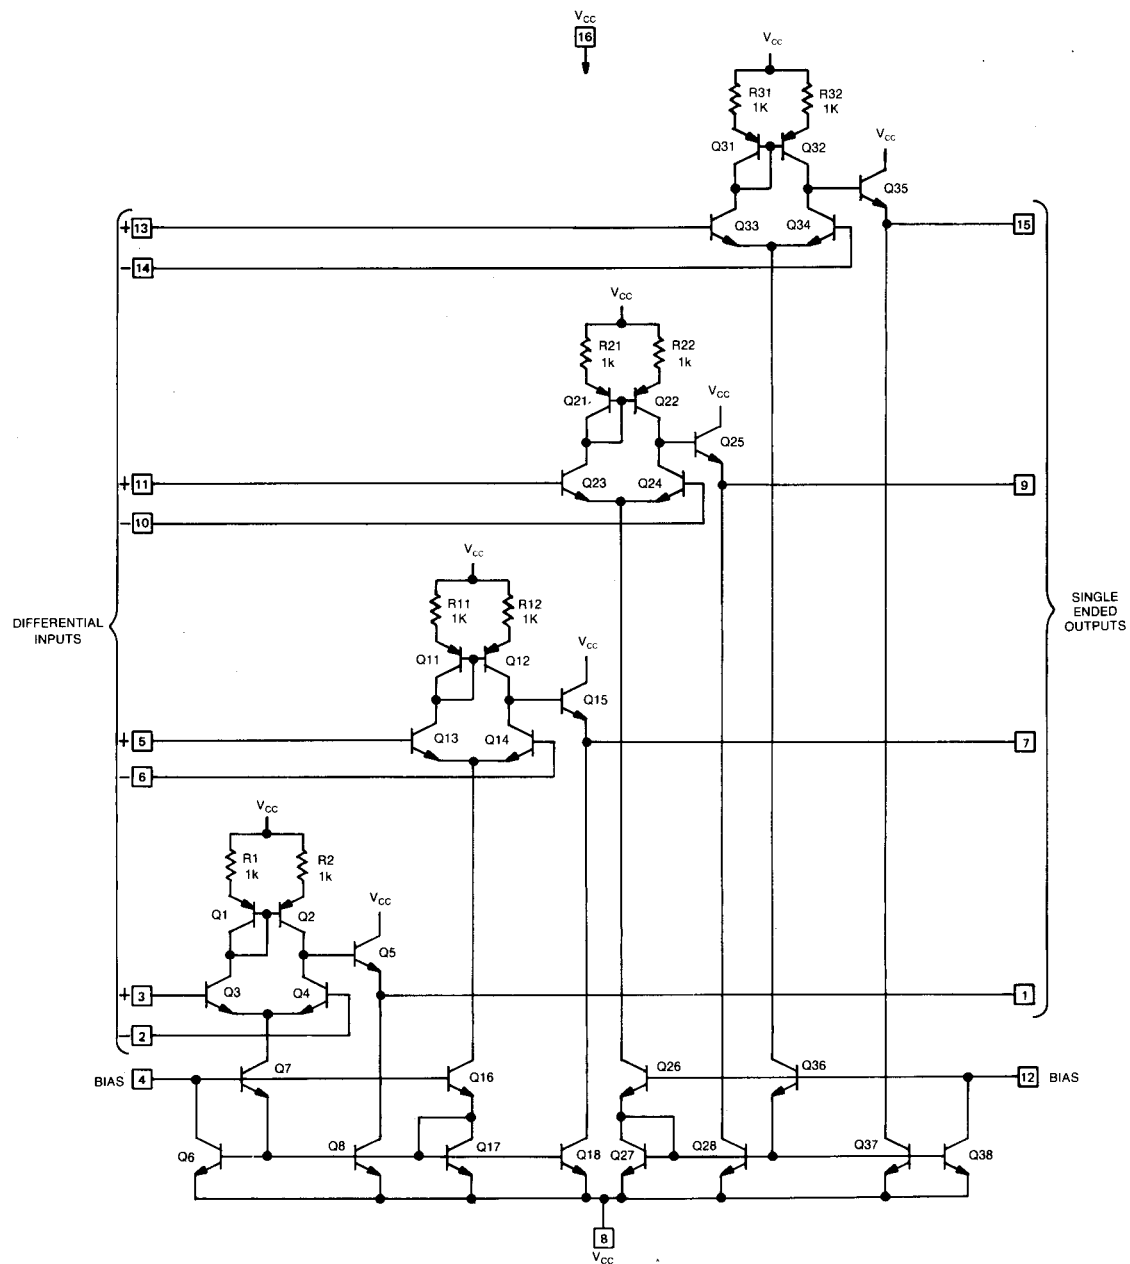 VCC
16
VCC
R31
1K
R32
1K
VCC
Q31
Q32
Q35
+ 13
Q33
Q34
15
− 14
VCC
R21
1k
R22
1k
VCC
Q21
Q22
Q25
+ 11
Q23
Q24
9
− 10
VCC
R11
1K
R12
1K
DIFFERENTIAL
INPUTS
SINGLE
ENDED
OUTPUTS
VCC
Q11
Q12
Q15
+ 5
Q13
Q14
7
− 6
VCC
R1
1k
R2
1k
VCC
Q1
Q2
Q5
+ 3
Q3
Q4
1
− 2
Q7
Q16
Q26
Q36
BIAS 4
12 BIAS
Q6
Q8
Q17
Q18
Q27
Q28
Q37
Q38
8
VCC